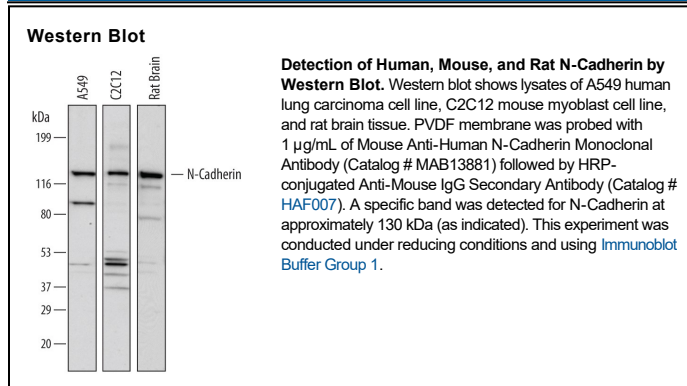 Western Blot
A549
C2C12
Rat Brain
kDa
199
116
80
53
37
29
20
N-Cadherin
Detection of Human, Mouse, and Rat N-Cadherin by
Western Blot. Western blot shows lysates of A549 human
lung carcinoma cell line, C2C12 mouse myoblast cell line,
and rat brain tissue. PVDF membrane was probed with
1 µg/mL of Mouse Anti-Human N-Cadherin Monoclonal
Antibody (Catalog # MAB13881) followed by HRP-
conjugated Anti-Mouse IgG Secondary Antibody (Catalog #
HAF007). A specific band was detected for N-Cadherin at
approximately 130 kDa (as indicated). This experiment was
conducted under reducing conditions and using Immunoblot
Buffer Group 1.